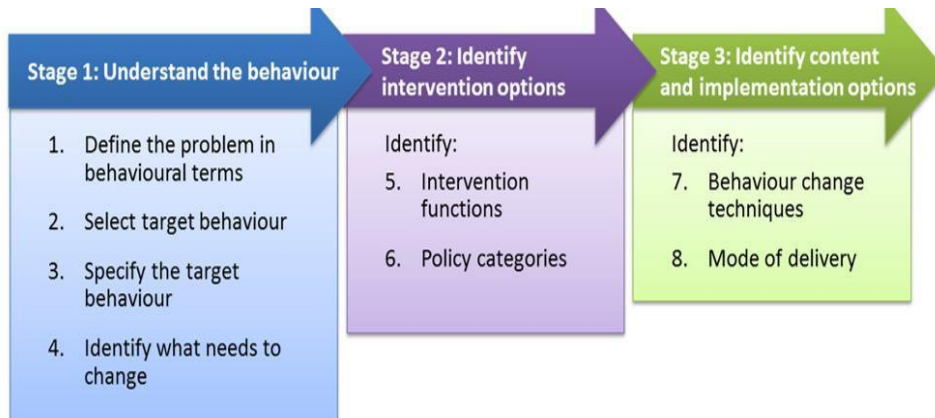 Stage 1: Understand the behaviour
1. Define the problem in
behavioural terms
2. Select target behaviour
3. Specify the target
behaviour
4. Identify what needs to
change
Stage 2: Identify
intervention options
Identify:
5. Intervention
functions
6. Policy categories
Stage 3: Identify content
and implementation options
Identify:
7. Behaviour change
techniques
8. Mode of delivery